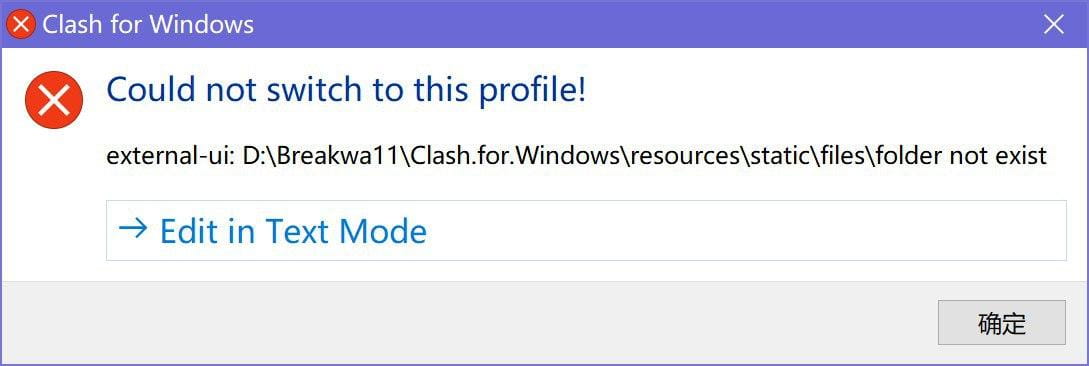 Clash for Windows
Could not switch to this profile!
external-ui: D:\Breakwa11\Clash.for.Windows\resources\static\files\folder not exist
→ Edit in Text Mode
确定